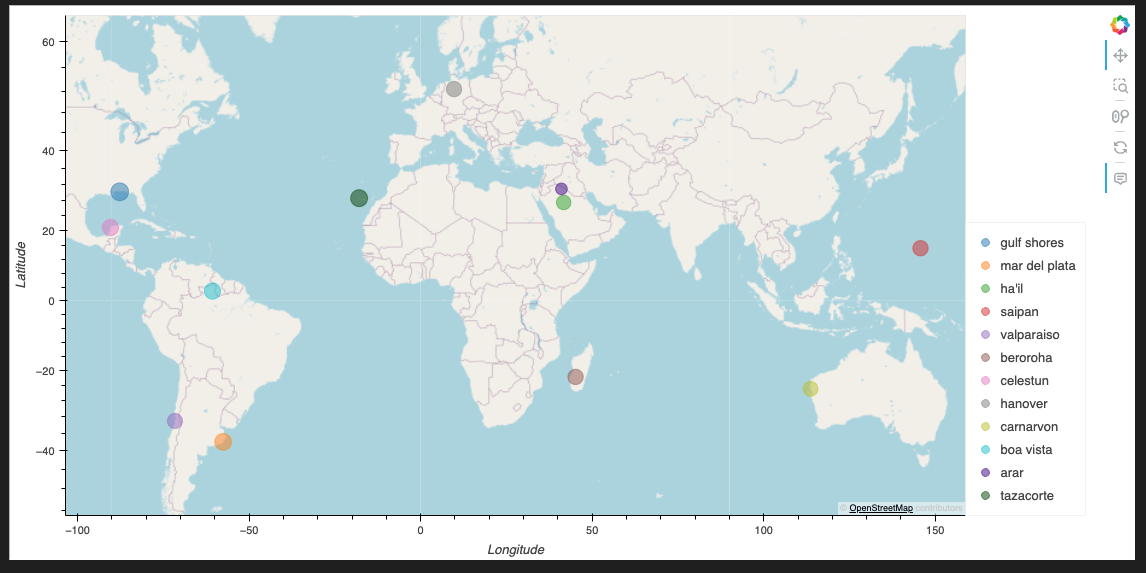 60
40
20
0
−20
−40
Latitude
−100
−50
0
50
100
150
Longitude
gulf shores
mar del plata
ha'il
saipan
valparaiso
beroroha
celestun
hanover
carnarvon
boa vista
arar
tazacorte
© OpenStreetMap contributors